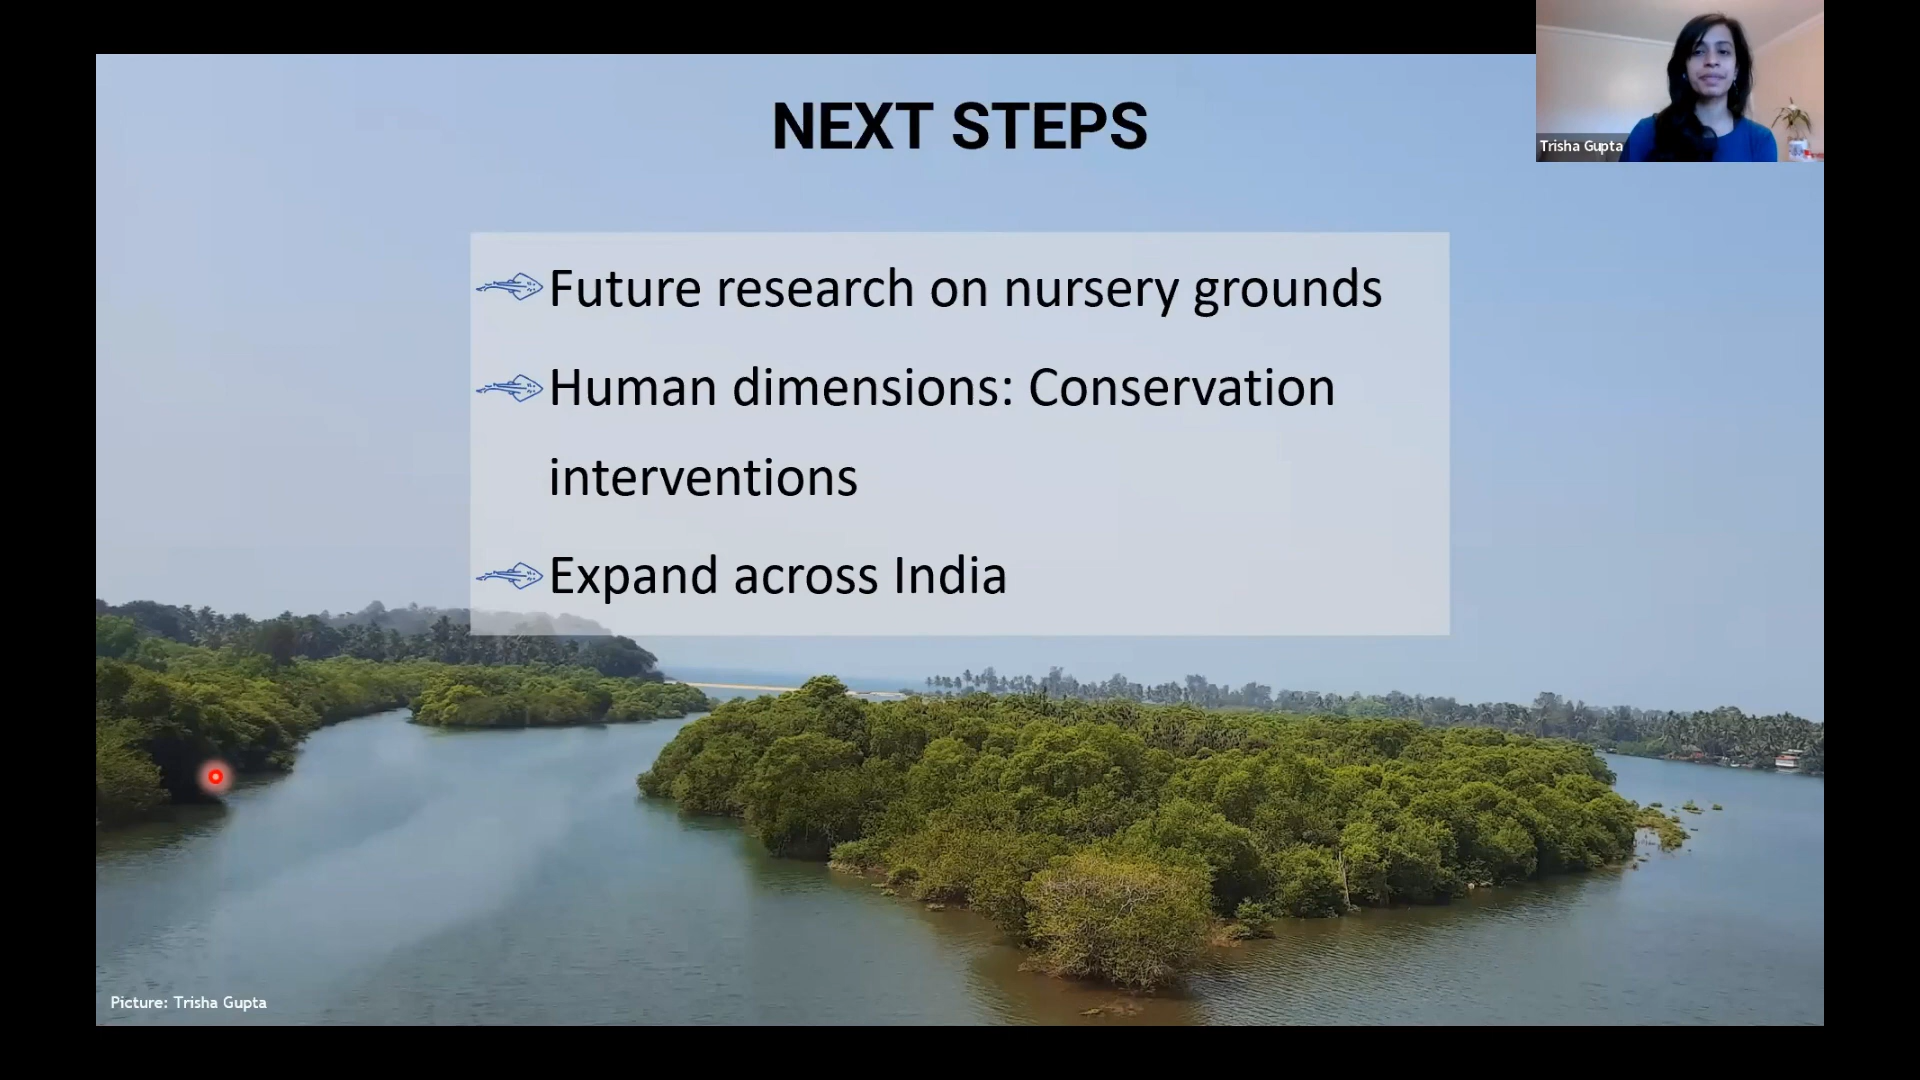 NEXT STEPS
Trisha Gupta
Future research on nursery grounds
Human dimensions: Conservation
interventions
Expand across India
Picture: Trisha Gupta